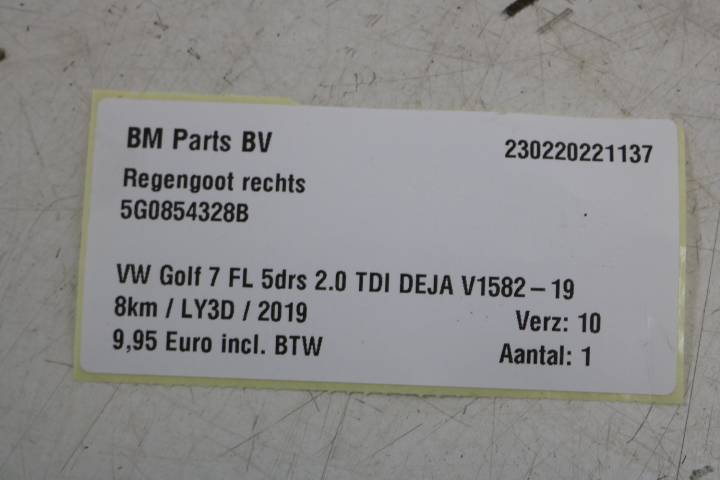 BM Parts BV
230220221137
Regengoot rechts
5G0854328B
VW Golf 7 FL 5drs 2.0 TDI DEJA V1582-19
8km / LY3D / 2019
Verz: 10
9,95 Euro incl. BTW
Aantal: 1